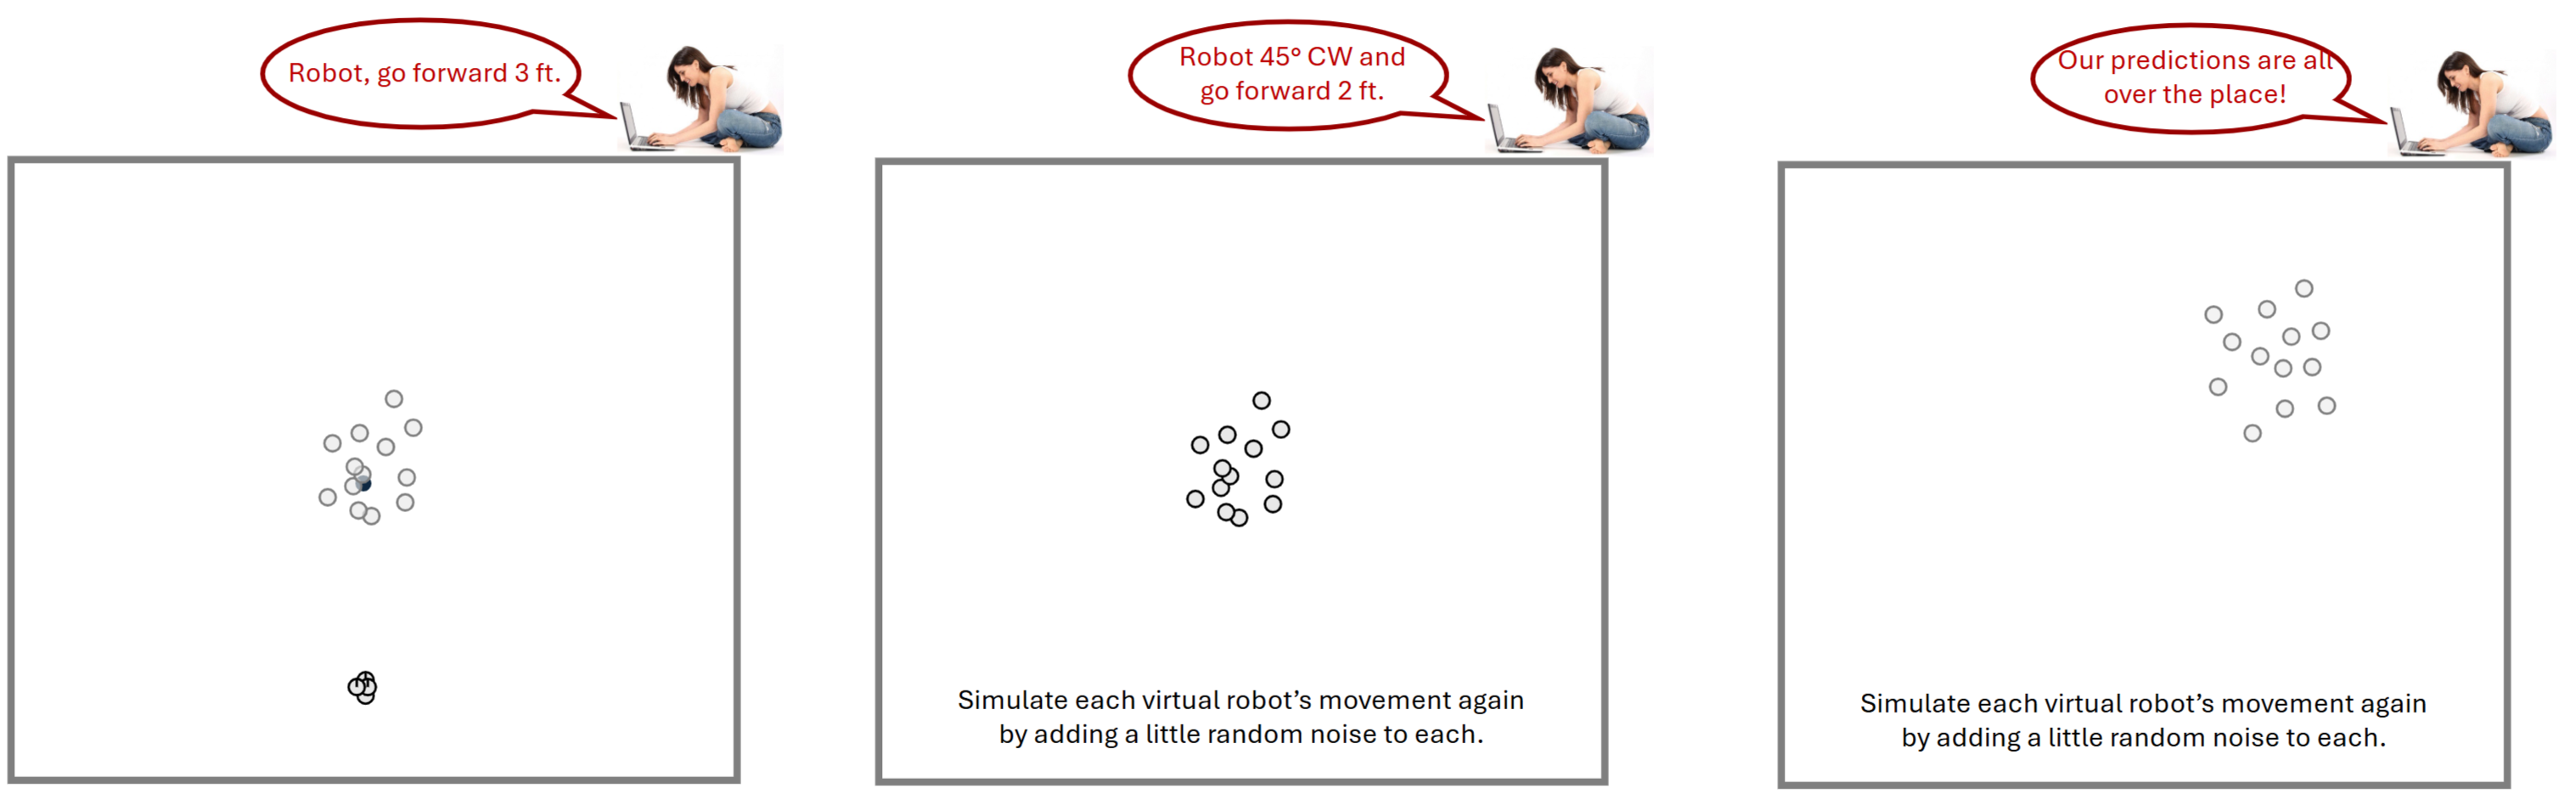 Robot, go forward 3 ft.
Robot 45° CW and
go forward 2 ft.
Our predictions are all
over the place!
Simulate each virtual robot's movement again
by adding a little random noise to each.
Simulate each virtual robot's movement again
by adding a little random noise to each.